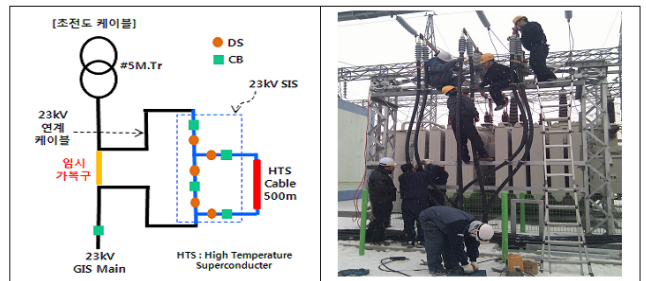 [초전도 케이블]
#5M.Tr
DS
CB
23kV SIS
23kV
연계
케이블
임시
가복구
HTS
Cable
500m
23kV
GIS Main
HTS : High Temperature
Superconducter